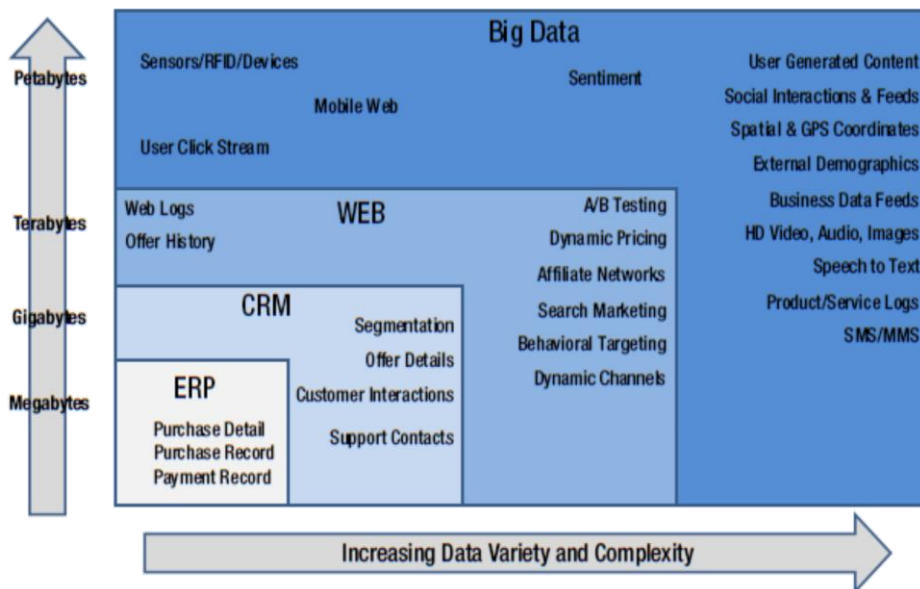 Big Data
Petabytes
Sensors/RFID/Devices
Mobile Web
User Click Stream
Sentiment
User Generated Content
Social Interactions & Feeds
Spatial & GPS Coordinates
External Demographics
Business Data Feeds
HD Video, Audio, Images
Speech to Text
Product/Service Logs
SMS/MMS
Terabytes
WEB
Web Logs
Offer History
A/B Testing
Dynamic Pricing
Affiliate Networks
Search Marketing
Behavioral Targeting
Dynamic Channels
Gigabytes
CRM
Segmentation
Offer Details
Customer Interactions
Support Contacts
Megabytes
ERP
Purchase Detail
Purchase Record
Payment Record
Increasing Data Variety and Complexity